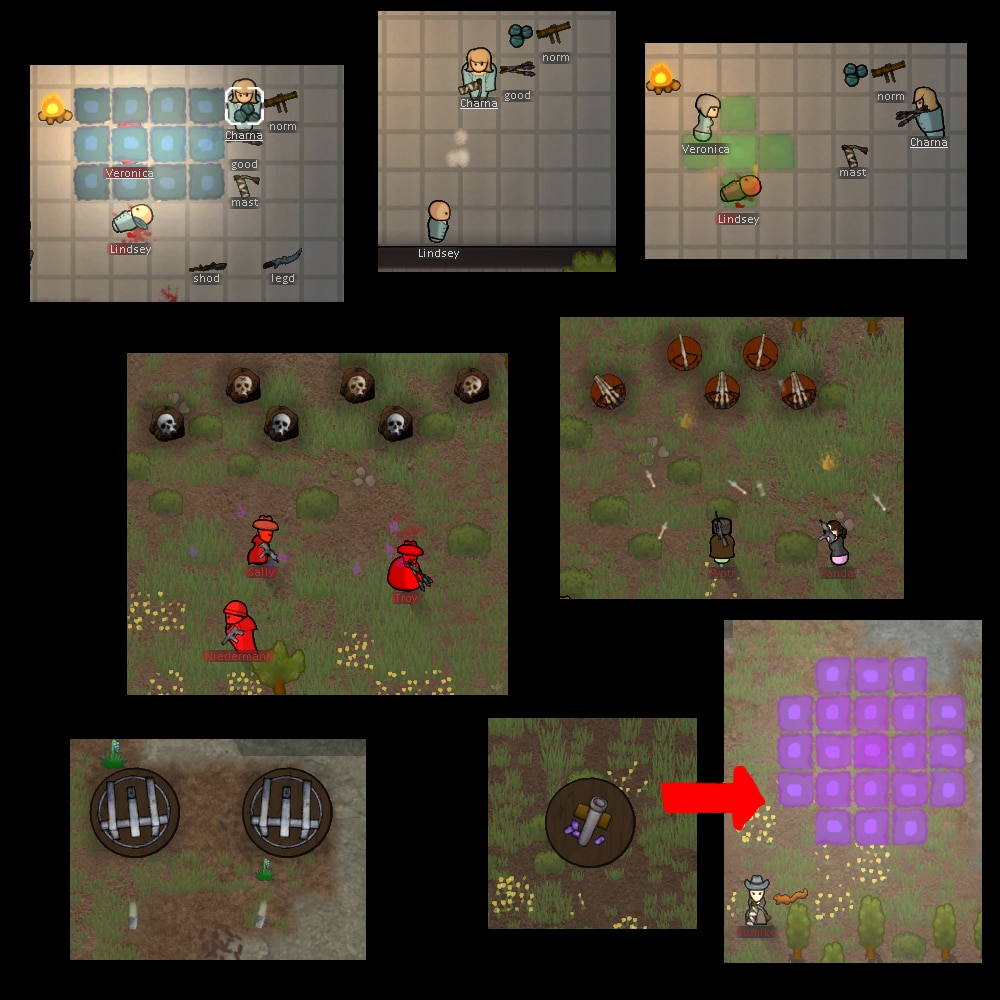 norm
Charna
good
mast
Veronica
Lindsey
shod
legd
norm
good
Charna
Lindsey
norm
Charna
Veronica
mast
Lindsey
Sally
Troy
Niedermann